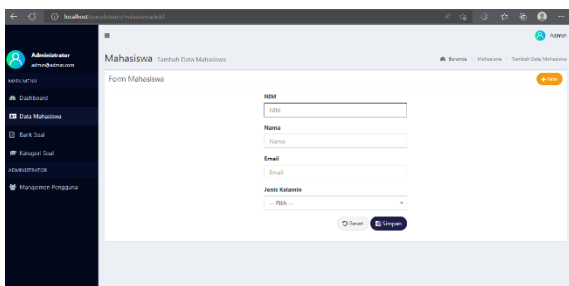 localhost/
Admin
Administrator
admin@admin.com
Mahasiswa Tambah Data Mahasiswa
Beranda Mahasiswa Tambah Data Mahasiswa
MAIN MENU
Dashboard
Data Mahasiswa
Bank Soal
Kategori Soal
ADMINISTRATOR
Manajemen Pengguna
Form Mahasiswa
NIM
NIM
Nama
Nama
Email
Email
Jenis Kelamin
-- Pilih --
Reset
Simpan